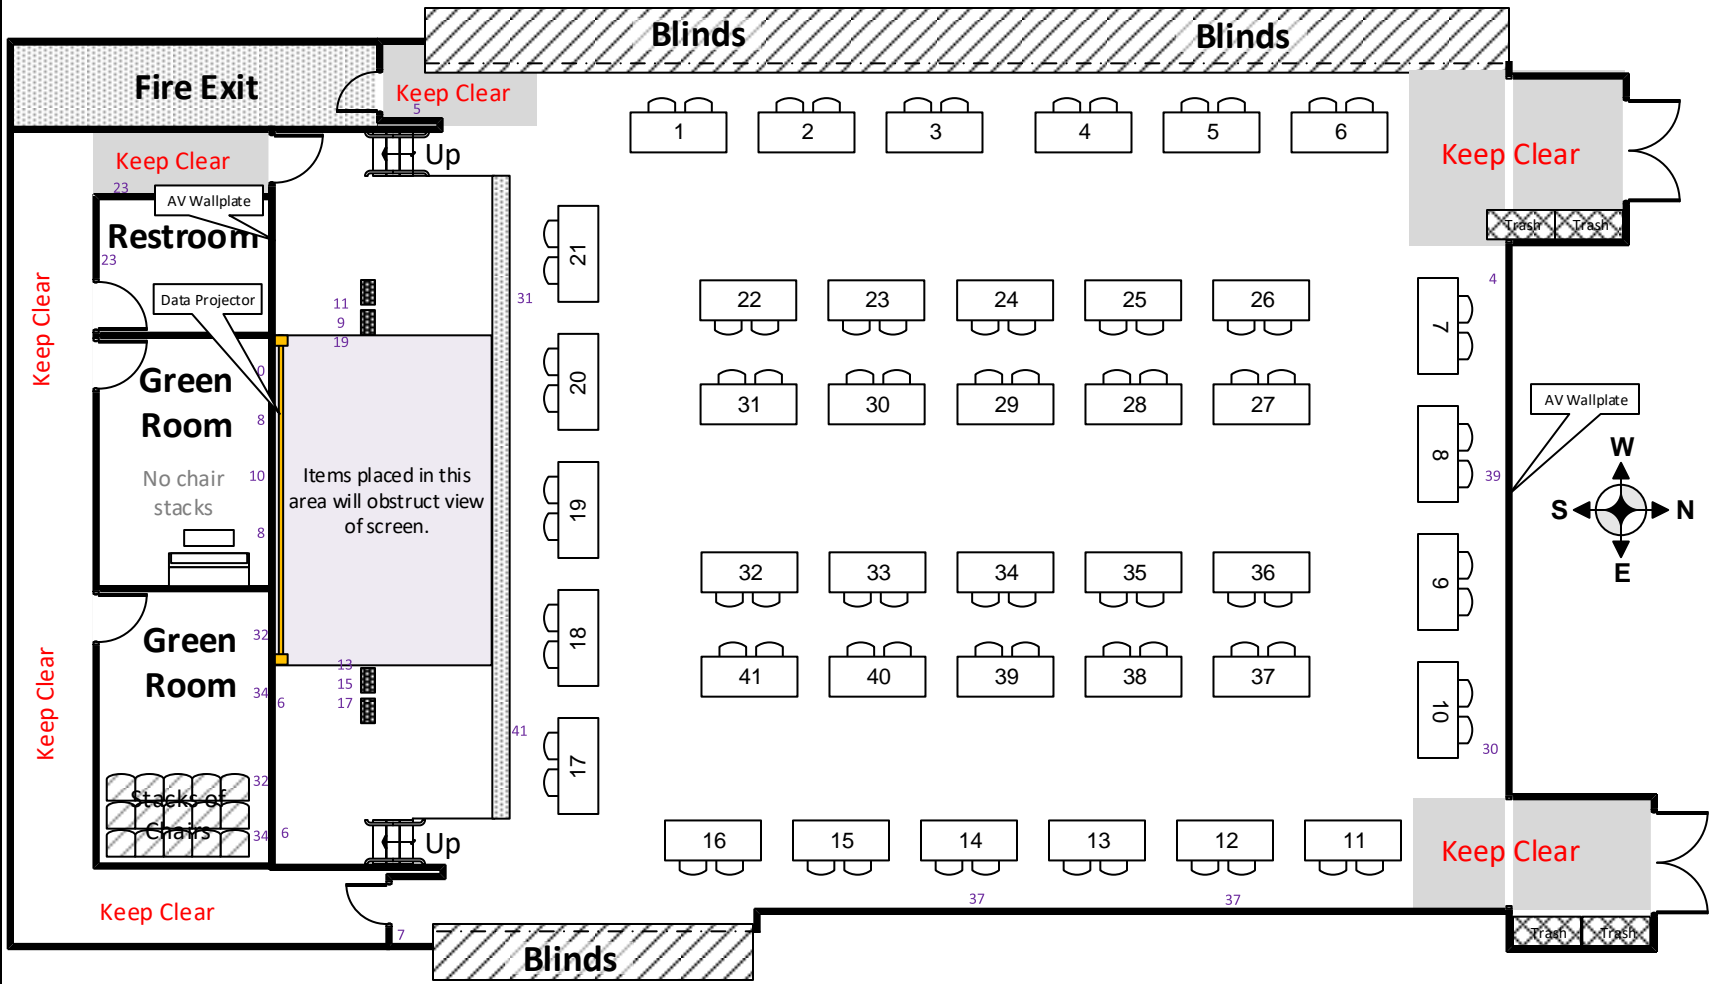 Blinds
Blinds
Fire Exit
Keep Clear
5
1
2
3
4
5
6
Keep Clear
Up
Keep Clear
23
AV Wallplate
Restroom
23
Trash
Trash
21
Keep Clear
Data Projector
11
9
19
31
22
23
24
25
26
4
7
20
Green
Room
0
8
31
30
29
28
27
AV Wallplate
No chair
stacks
10
8
Items placed in this
area will obstruct view
of screen.
19
8
39
W
S
N
E
32
33
34
35
36
9
Green
Room
32
34
6
13
15
17
18
41
40
39
38
37
10
Keep Clear
41
17
30
32
Stacks of
Chairs
34
6
Up
16
15
14
13
12
11
Keep Clear
37
37
Keep Clear
7
Trash
Trash
Blinds